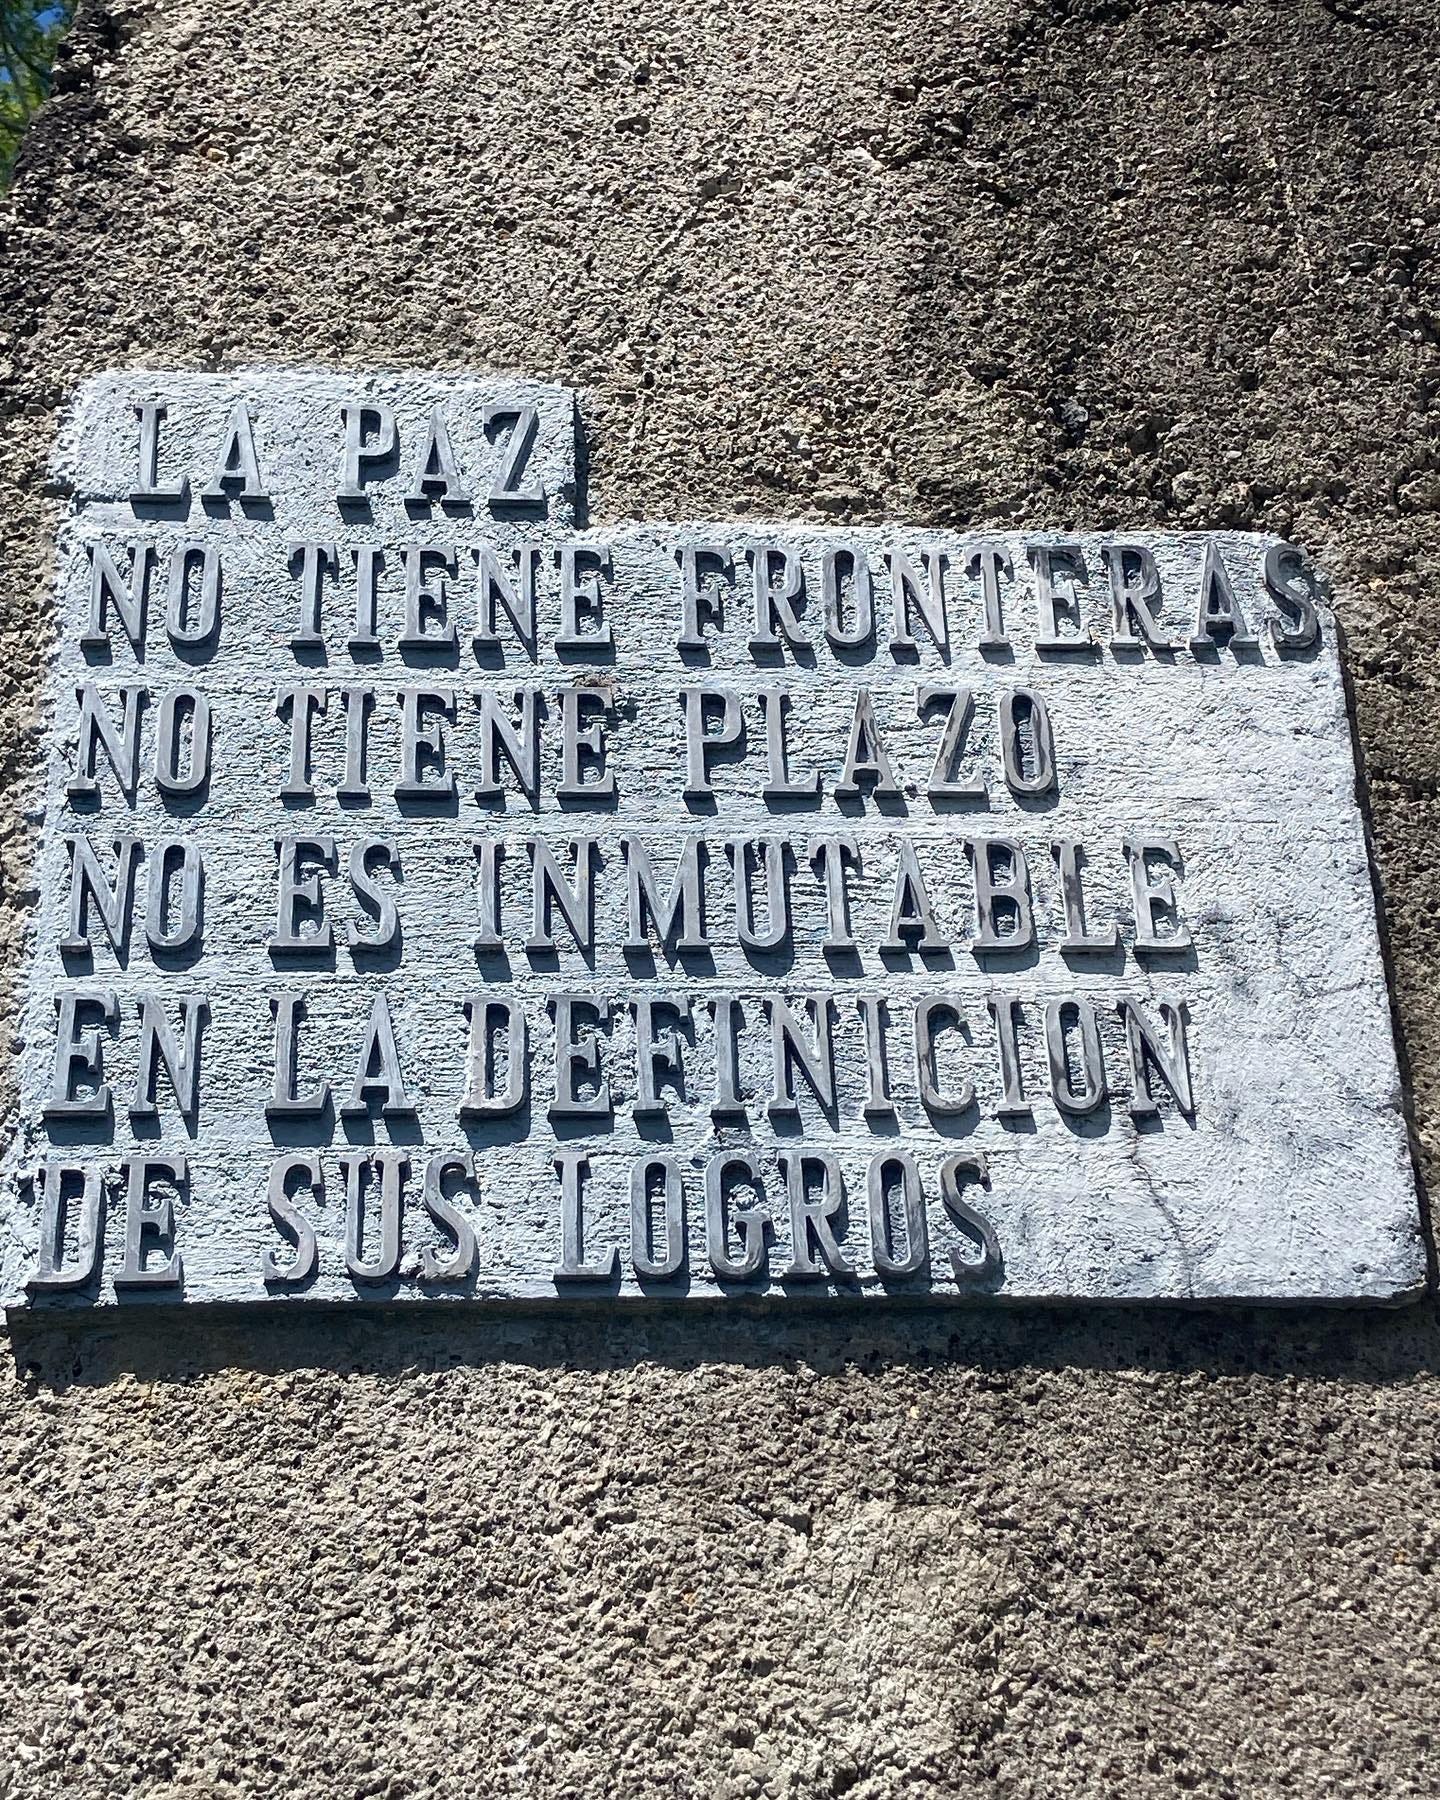 LA PAZ
NO TIENE FRONTERAS
NO TIENE PLAZO
NO ES INMUTABLE
EN LA DEFINICION
DE SUS LOGROS